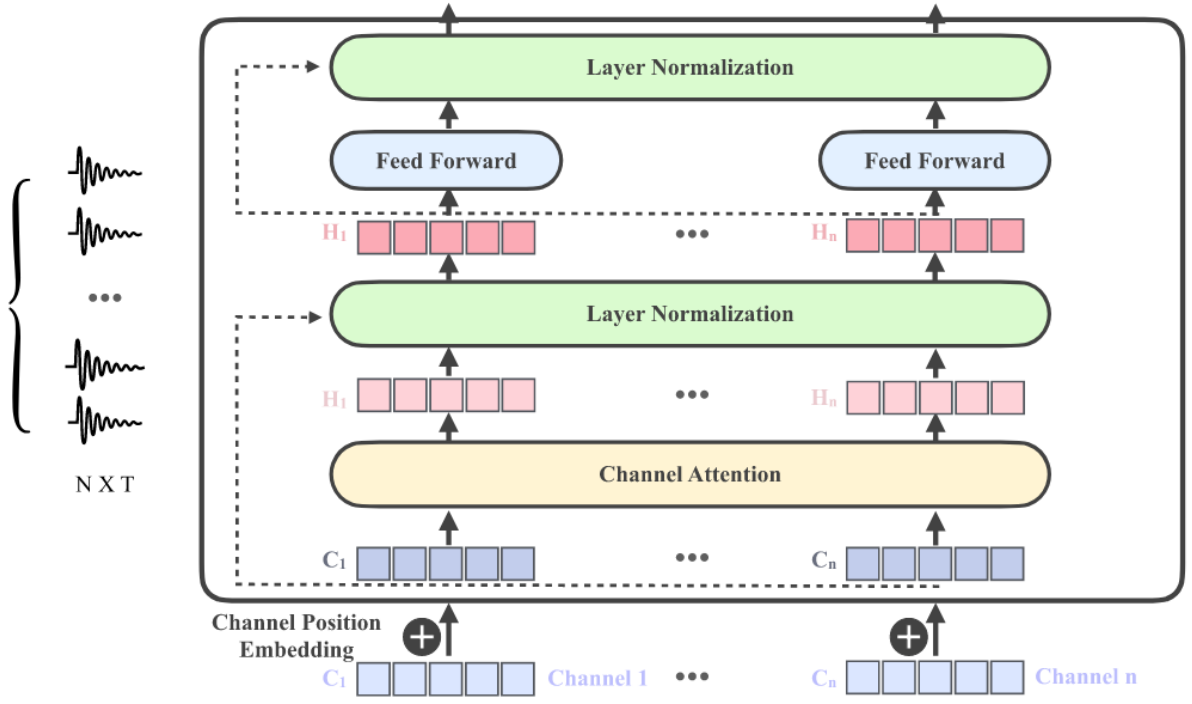 Layer Normalization
Feed Forward
Feed Forward
H₁
•••
Hₙ
•••
Layer Normalization
H₁
•••
Hₙ
Channel Attention
N X T
C₁
•••
Cₙ
Channel Position
Embedding
C₁
Channel 1
•••
Cₙ
Channel n